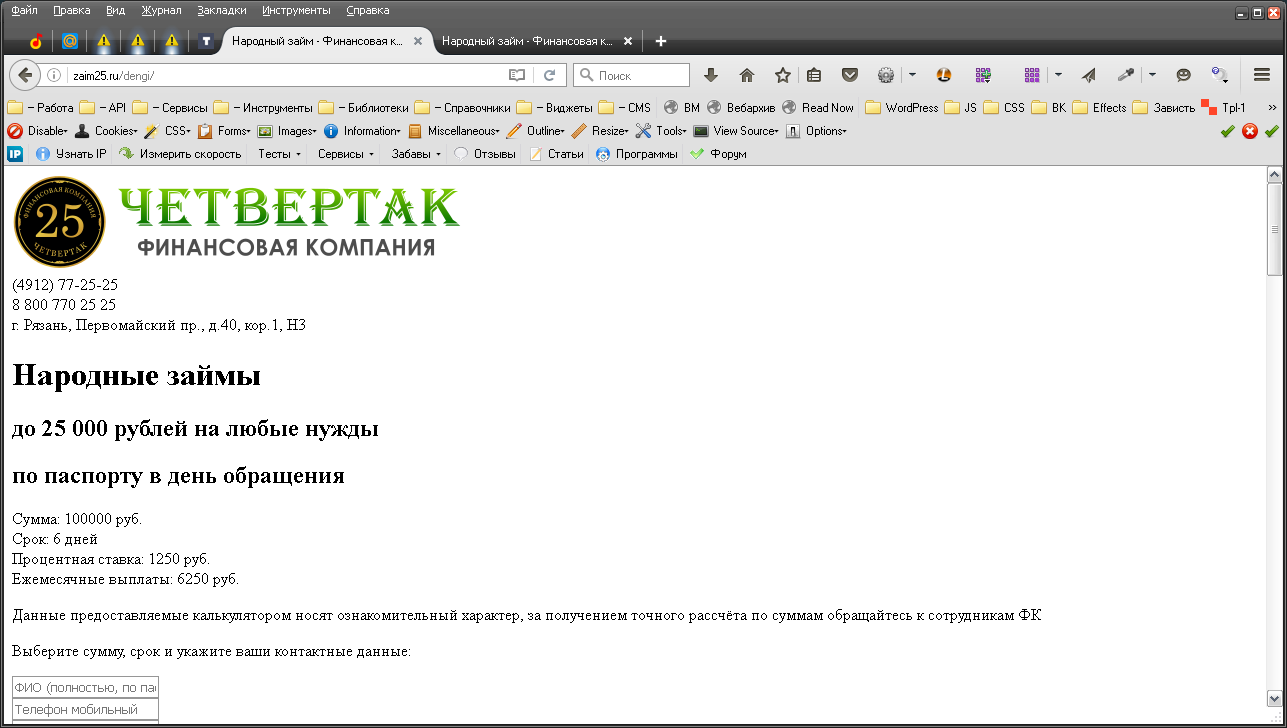 Файл Правка Вид Журнал Закладки Инструменты Справка
Народный займ - Финансовая к... Народный займ - Финансовая к...
zaim25.ru/dengi/ Поиск
– Работа – API – Сервисы – Инструменты – Библиотеки – Справочники – Виджеты – CMS ВМ Вебархив Read Now WordPress JS CSS ВК Effects Зависть Tpl-1 »
Disable Cookies CSS Forms Images Information Miscellaneous Outline Resize Tools View Source Options
IP Узнать IP Измерить скорость Тесты Сервисы Забавы Отзывы Статьи Программы Форум
ФИНАНСОВАЯ КОМПАНИЯ
25
ЧЕТВЕРТАК
ЧЕТВЕРТАК
ФИНАНСОВАЯ КОМПАНИЯ
(4912) 77-25-25
8 800 770 25 25
г. Рязань, Первомайский пр., д.40, кор.1, Н3
Народные займы
до 25 000 рублей на любые нужды
по паспорту в день обращения
Сумма: 100000 руб.
Срок: 6 дней
Процентная ставка: 1250 руб.
Ежемесячные выплаты: 6250 руб.
Данные предоставляемые калькулятором носят ознакомительный характер, за получением точного рассчёта по суммам обращайтесь к сотрудникам ФК
Выберите сумму, срок и укажите ваши контактные данные:
ФИО (полностью, по пас
Телефон мобильный